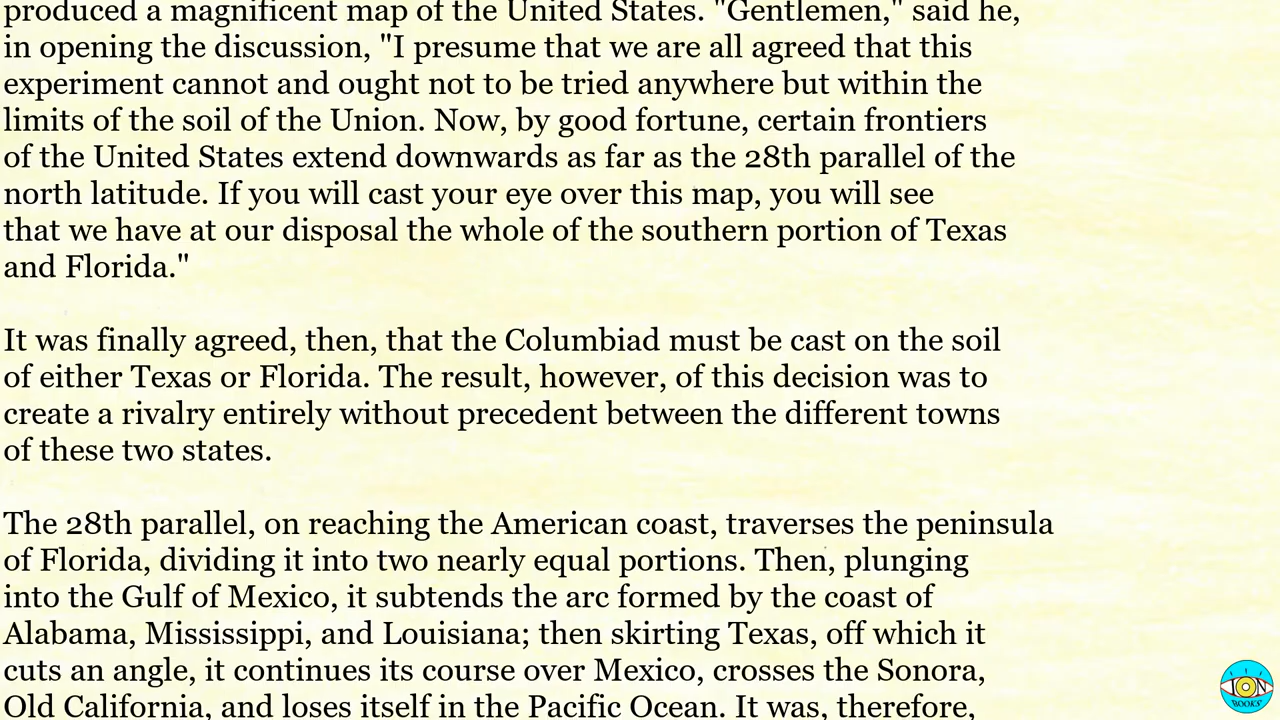 produced a magnificent map of the United States. "Gentlemen," said he,
in opening the discussion, "I presume that we are all agreed that this
experiment cannot and ought not to be tried anywhere but within the
limits of the soil of the Union. Now, by good fortune, certain frontiers
of the United States extend downwards as far as the 28th parallel of the
north latitude. If you will cast your eye over this map, you will see
that we have at our disposal the whole of the southern portion of Texas
and Florida."
It was finally agreed, then, that the Columbiad must be cast on the soil
of either Texas or Florida. The result, however, of this decision was to
create a rivalry entirely without precedent between the different towns
of these two states.
The 28th parallel, on reaching the American coast, traverses the peninsula
of Florida, dividing it into two nearly equal portions. Then, plunging
into the Gulf of Mexico, it subtends the arc formed by the coast of
Alabama, Mississippi, and Louisiana; then skirting Texas, off which it
cuts an angle, it continues its course over Mexico, crosses the Sonora,
Old California, and loses itself in the Pacific Ocean. It was, therefore,
ION
BOOKS